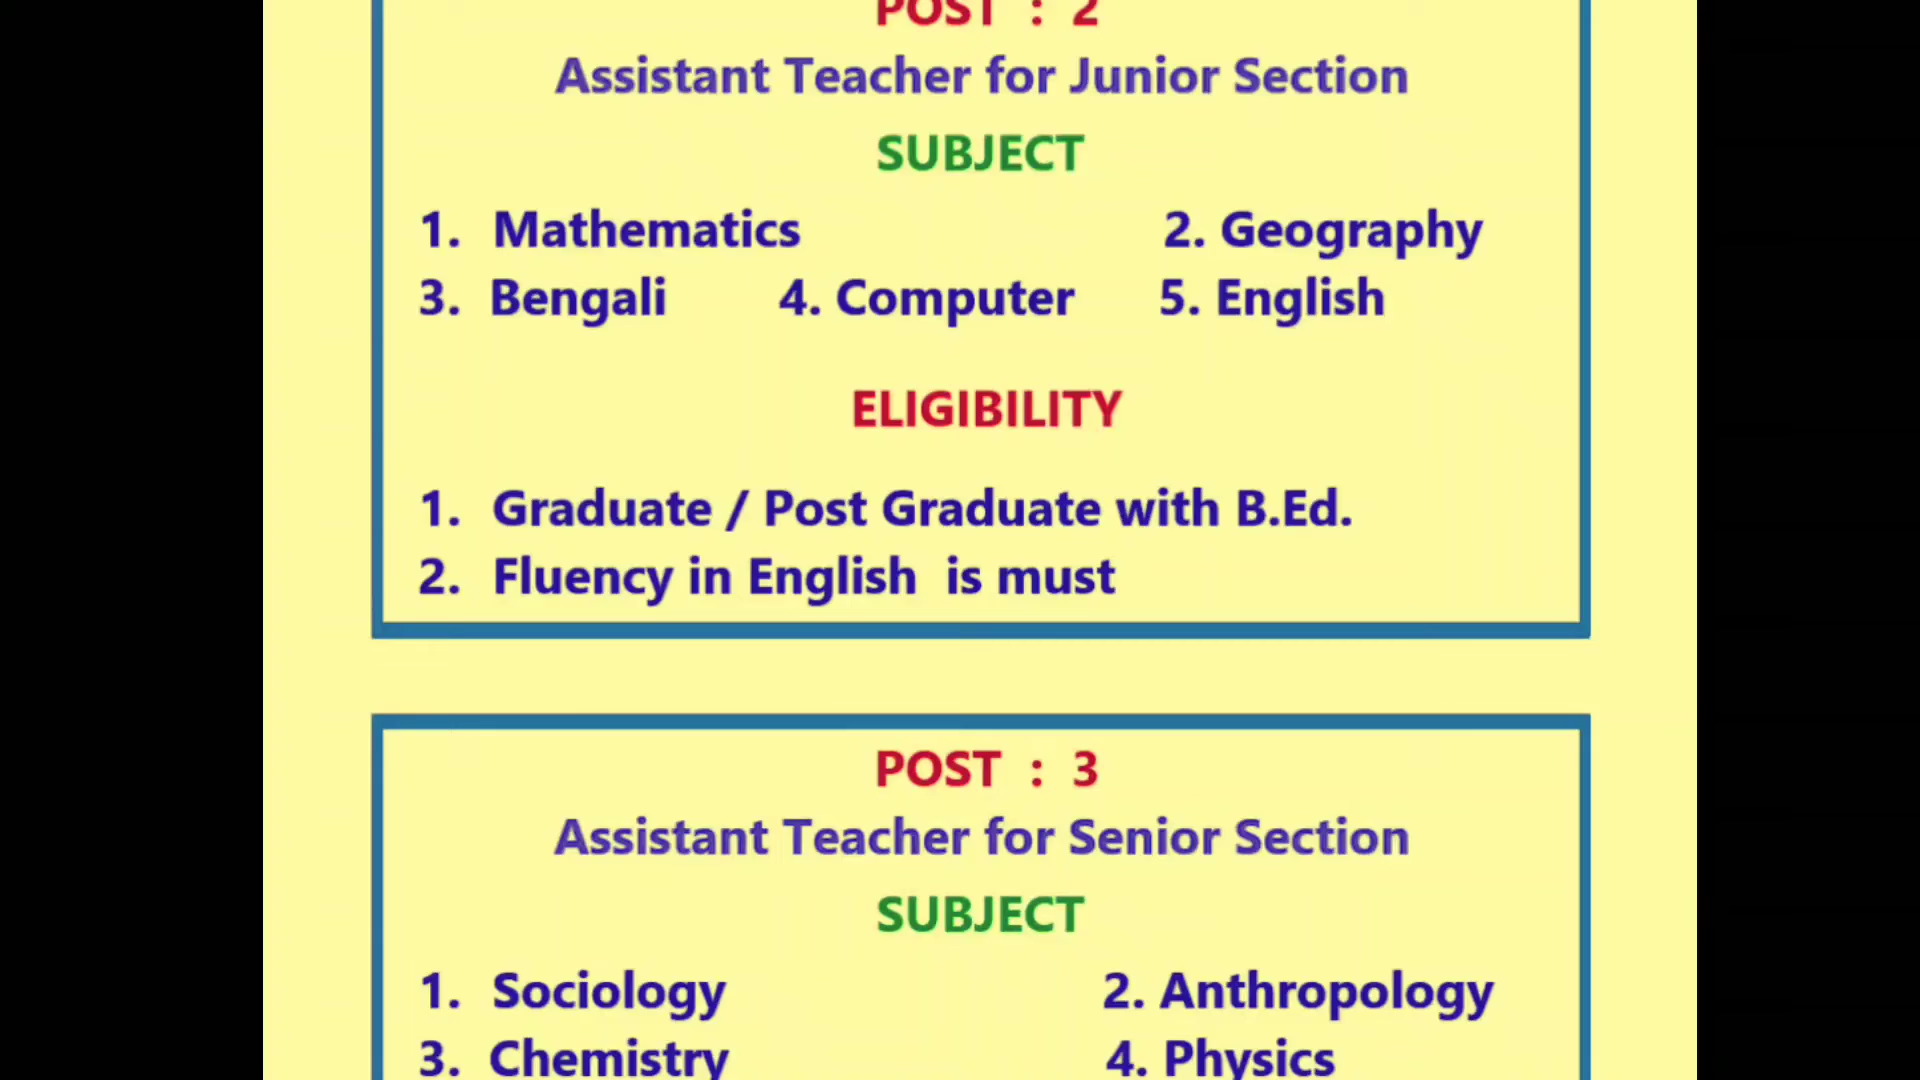 POST : 2
Assistant Teacher for Junior Section
SUBJECT
1. Mathematics 2. Geography
3. Bengali 4. Computer 5. English
ELIGIBILITY
1. Graduate / Post Graduate with B.Ed.
2. Fluency in English is must
POST : 3
Assistant Teacher for Senior Section
SUBJECT
1. Sociology 2. Anthropology
3. Chemistry 4. Physics